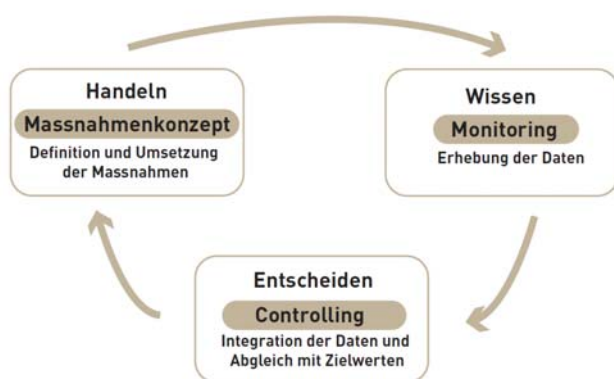 Handeln
Massnahmenkonzept
Definition und Umsetzung
der Massnahmen
Wissen
Monitoring
Erhebung der Daten
Entscheiden
Controlling
Integration der Daten und
Abgleich mit Zielwerten